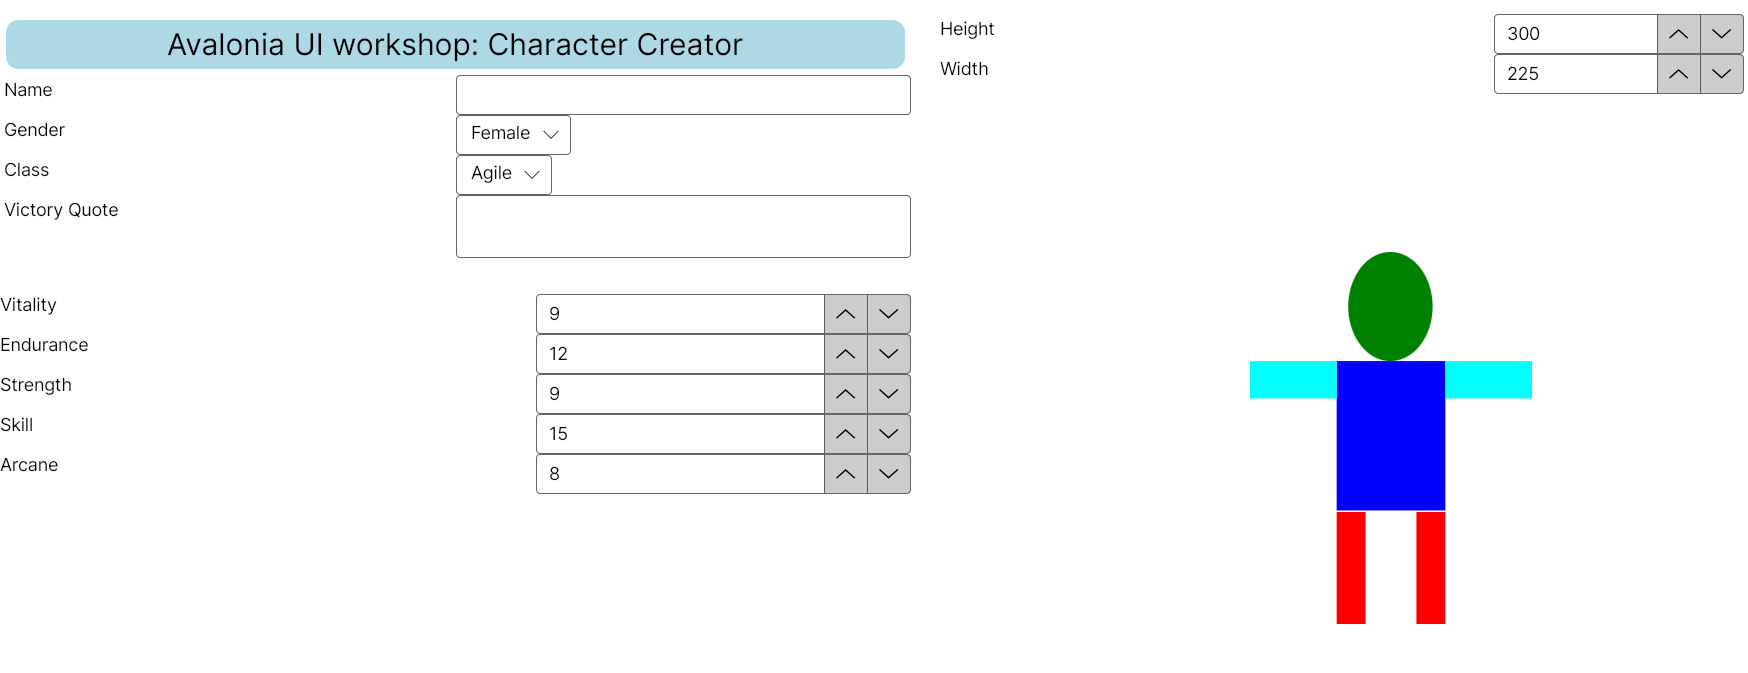 Avalonia UI workshop: Character Creator
Name
Gender Female
Class Agile
Victory Quote
Vitality 9
Endurance 12
Strength 9
Skill 15
Arcane 8
Height 300
Width 225